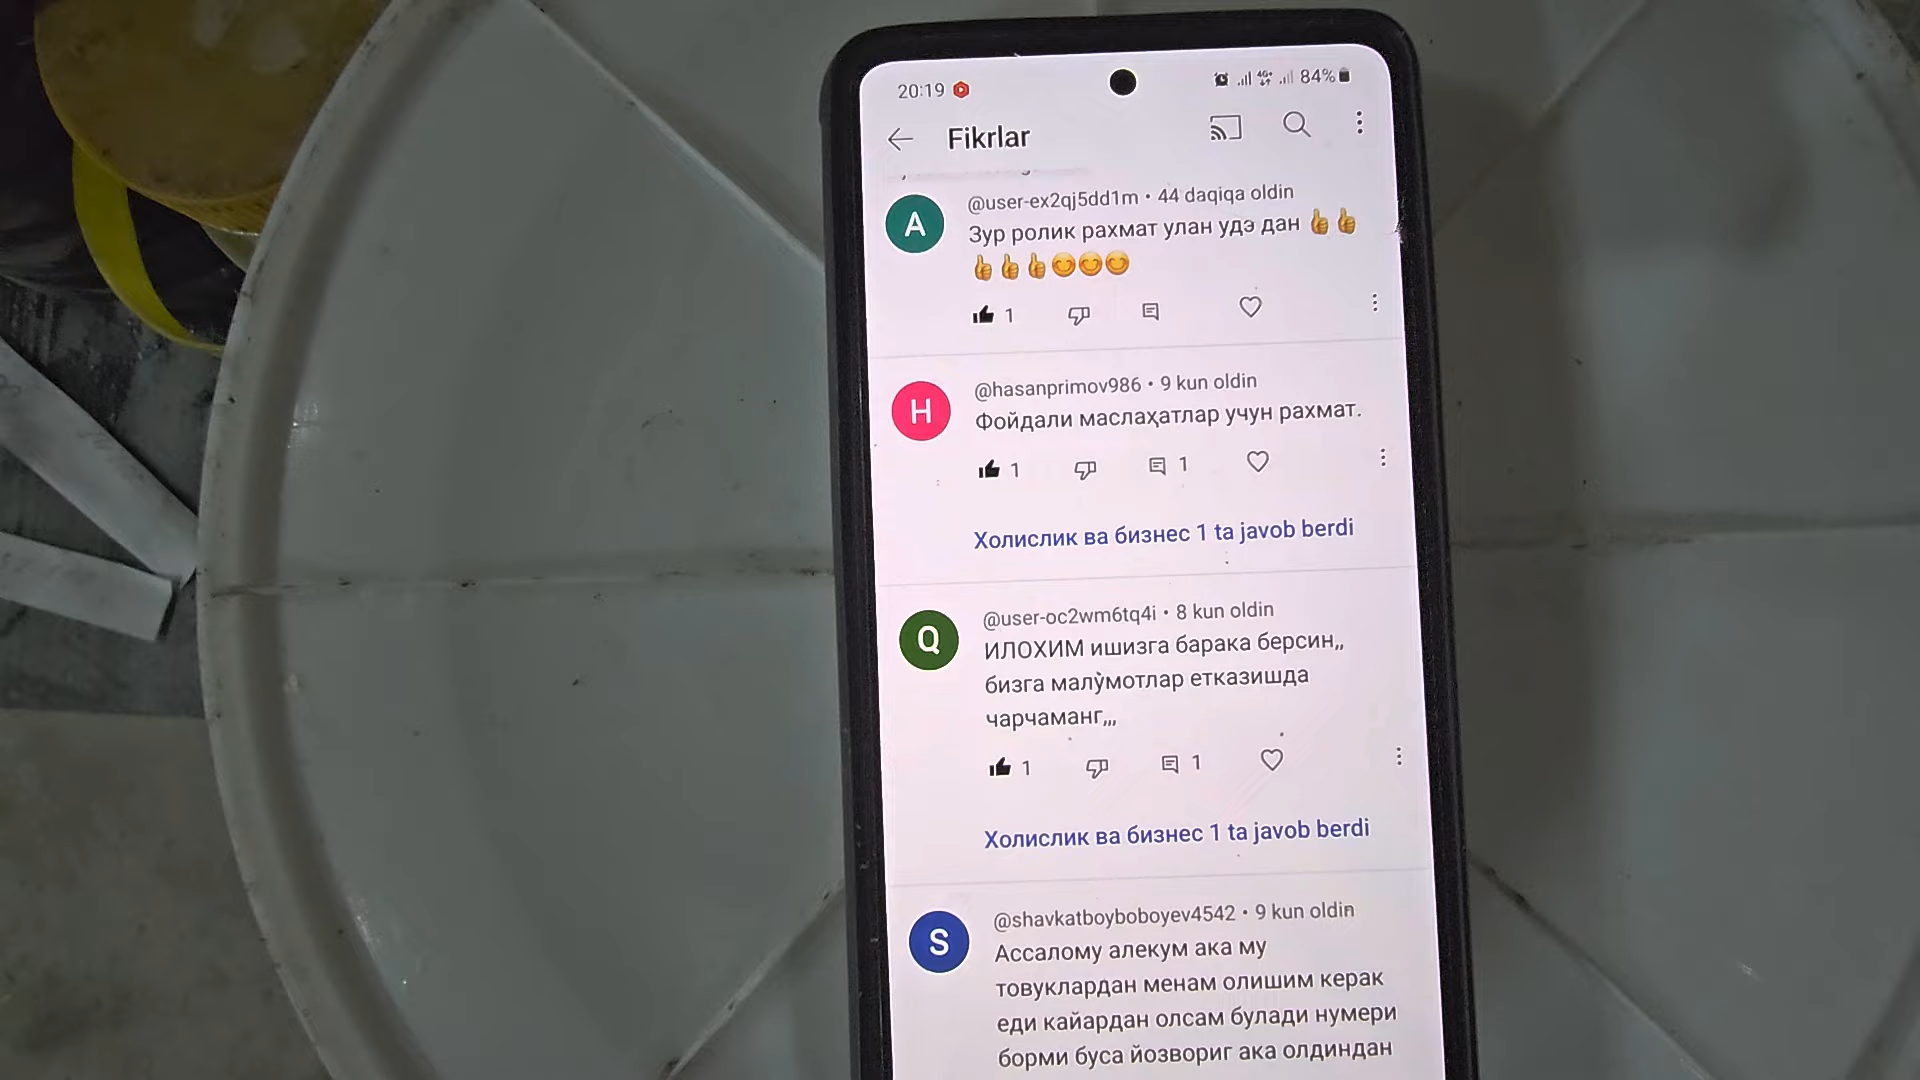 20:19 4G+ 84%
Fikrlar
A @user-ex2qj5dd1m • 44 daqiqa oldin
Зур ролик рахмат улан удэ дан 👍👍
👍👍👍😊😊😊
1
H @hasanprimov986 • 9 kun oldin
Фойдали маслаҳатлар учун рахмат.
1 1
Холислик ва бизнес 1 ta javob berdi
Q @user-oc2wm6tq4i • 8 kun oldin
ИЛОХИМ ишизга барака берсин,,
бизга малу̀мотлар етказишда
чарчаманг,,,
1 1
Холислик ва бизнес 1 ta javob berdi
S @shavkatboyboboyev4542 • 9 kun oldin
Ассалому алекум ака му
товуклардан менам олишим керак
еди кайардан олсам булади нумери
борми буса йозвориг ака олдиндан